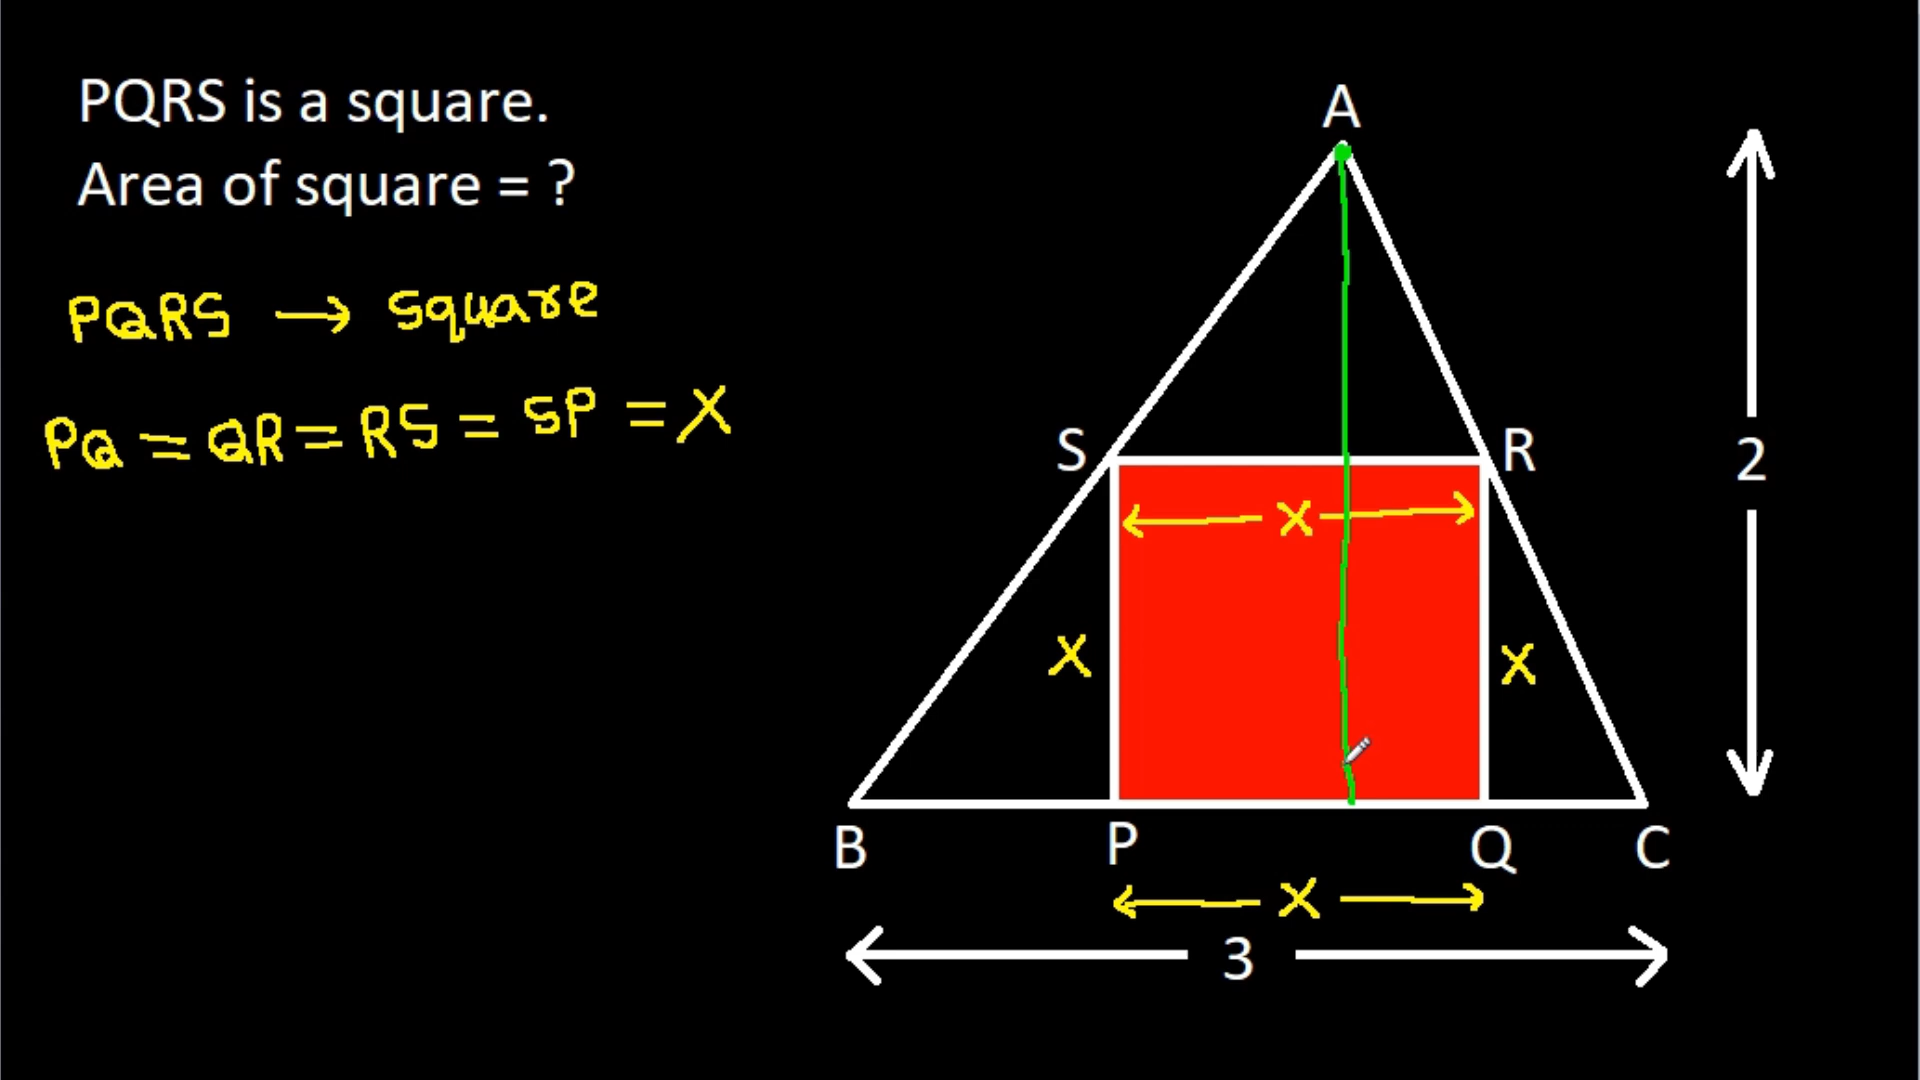 PQRS is a square.
Area of square = ?
PQRS → square
PQ = QR = RS = SP = x
A
S
R
2
x
x
x
B
P
Q
C
x
3